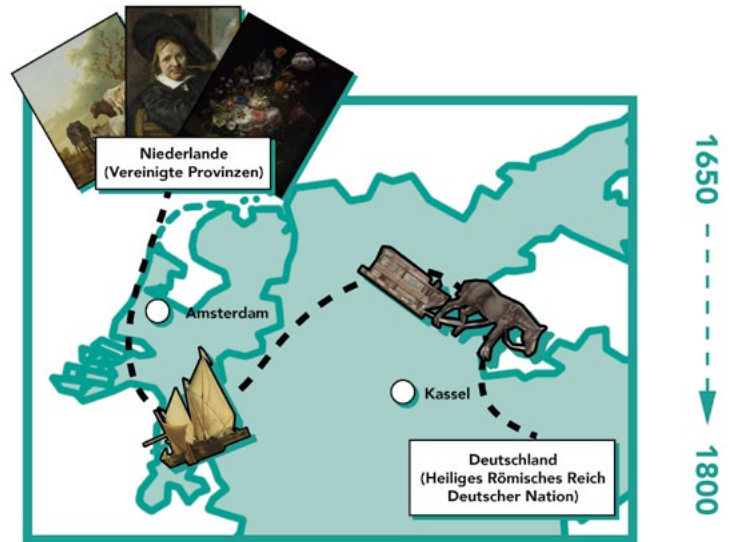 Niederlande
(Vereinigte Provinzen)
Amsterdam
Kassel
Deutschland
(Heiliges Römisches Reich
Deutscher Nation)
1650
1800